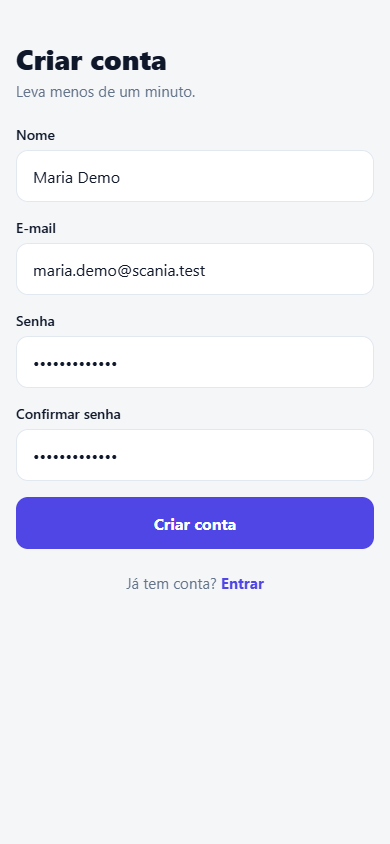 Criar conta
Leva menos de um minuto.
Nome
Maria Demo
E-mail
maria.demo@scania.test
Senha
•••••••••••••
Confirmar senha
•••••••••••••
Criar conta
Já tem conta? Entrar